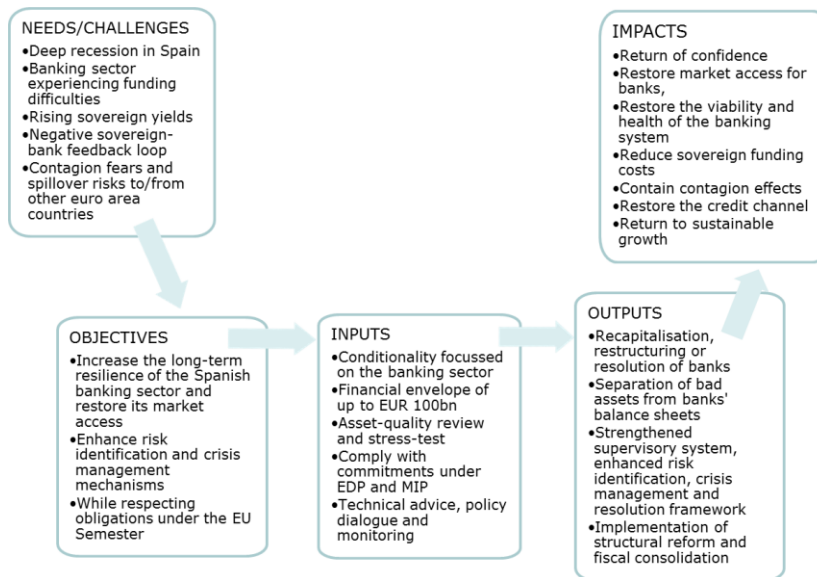 NEEDS/CHALLENGES
•Deep recession in Spain
•Banking sector
experiencing funding
difficulties
•Rising sovereign yields
•Negative sovereign-
bank feedback loop
•Contagion fears and
spillover risks to/from
other euro area
countries
OBJECTIVES
•Increase the long-term
resilience of the Spanish
banking sector and
restore its market
access
•Enhance risk
identification and crisis
management
mechanisms
•While respecting
obligations under the EU
Semester
INPUTS
•Conditionality focussed
on the banking sector
•Financial envelope of
up to EUR 100bn
•Asset-quality review
and stress-test
•Comply with
commitments under
EDP and MIP
•Technical advice, policy
dialogue and
monitoring
OUTPUTS
•Recapitalisation,
restructuring or
resolution of banks
•Separation of bad
assets from banks'
balance sheets
•Strengthened
supervisory system,
enhanced risk
identification, crisis
management and
resolution framework
•Implementation of
structural reform and
fiscal consolidation
IMPACTS
•Return of confidence
•Restore market access for
banks,
•Restore the viability and
health of the banking
system
•Reduce sovereign funding
costs
•Contain contagion effects
•Restore the credit channel
•Return to sustainable
growth